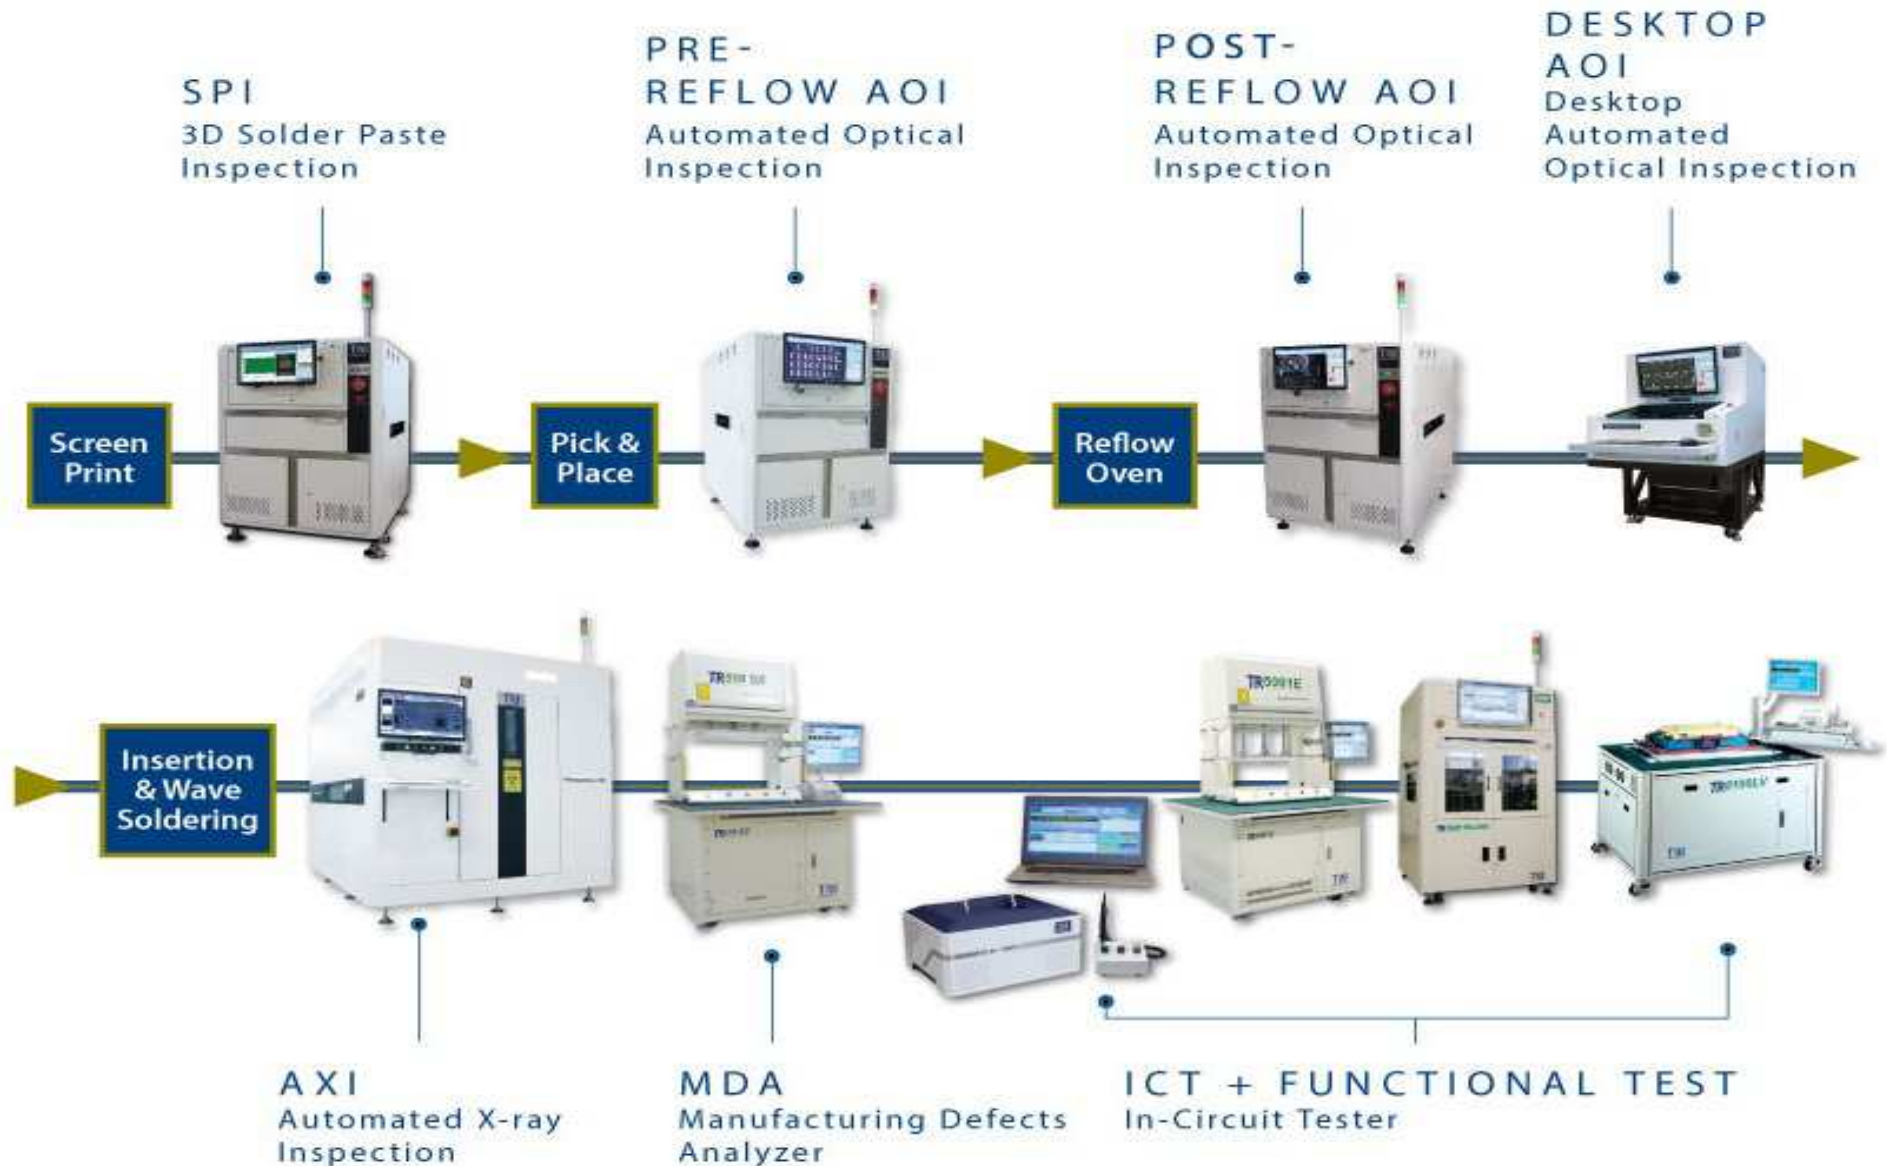 SPI
3D Solder Paste
Inspection
PRE-
REFLOW AOI
Automated Optical
Inspection
POST-
REFLOW AOI
Automated Optical
Inspection
DESKTOP
AOI
Desktop
Automated
Optical Inspection
Screen
Print
Pick &
Place
Reflow
Oven
Insertion
& Wave
Soldering
TR5001E
AXI
Automated X-ray
Inspection
MDA
Manufacturing Defects
Analyzer
ICT + FUNCTIONAL TEST
In-Circuit Tester